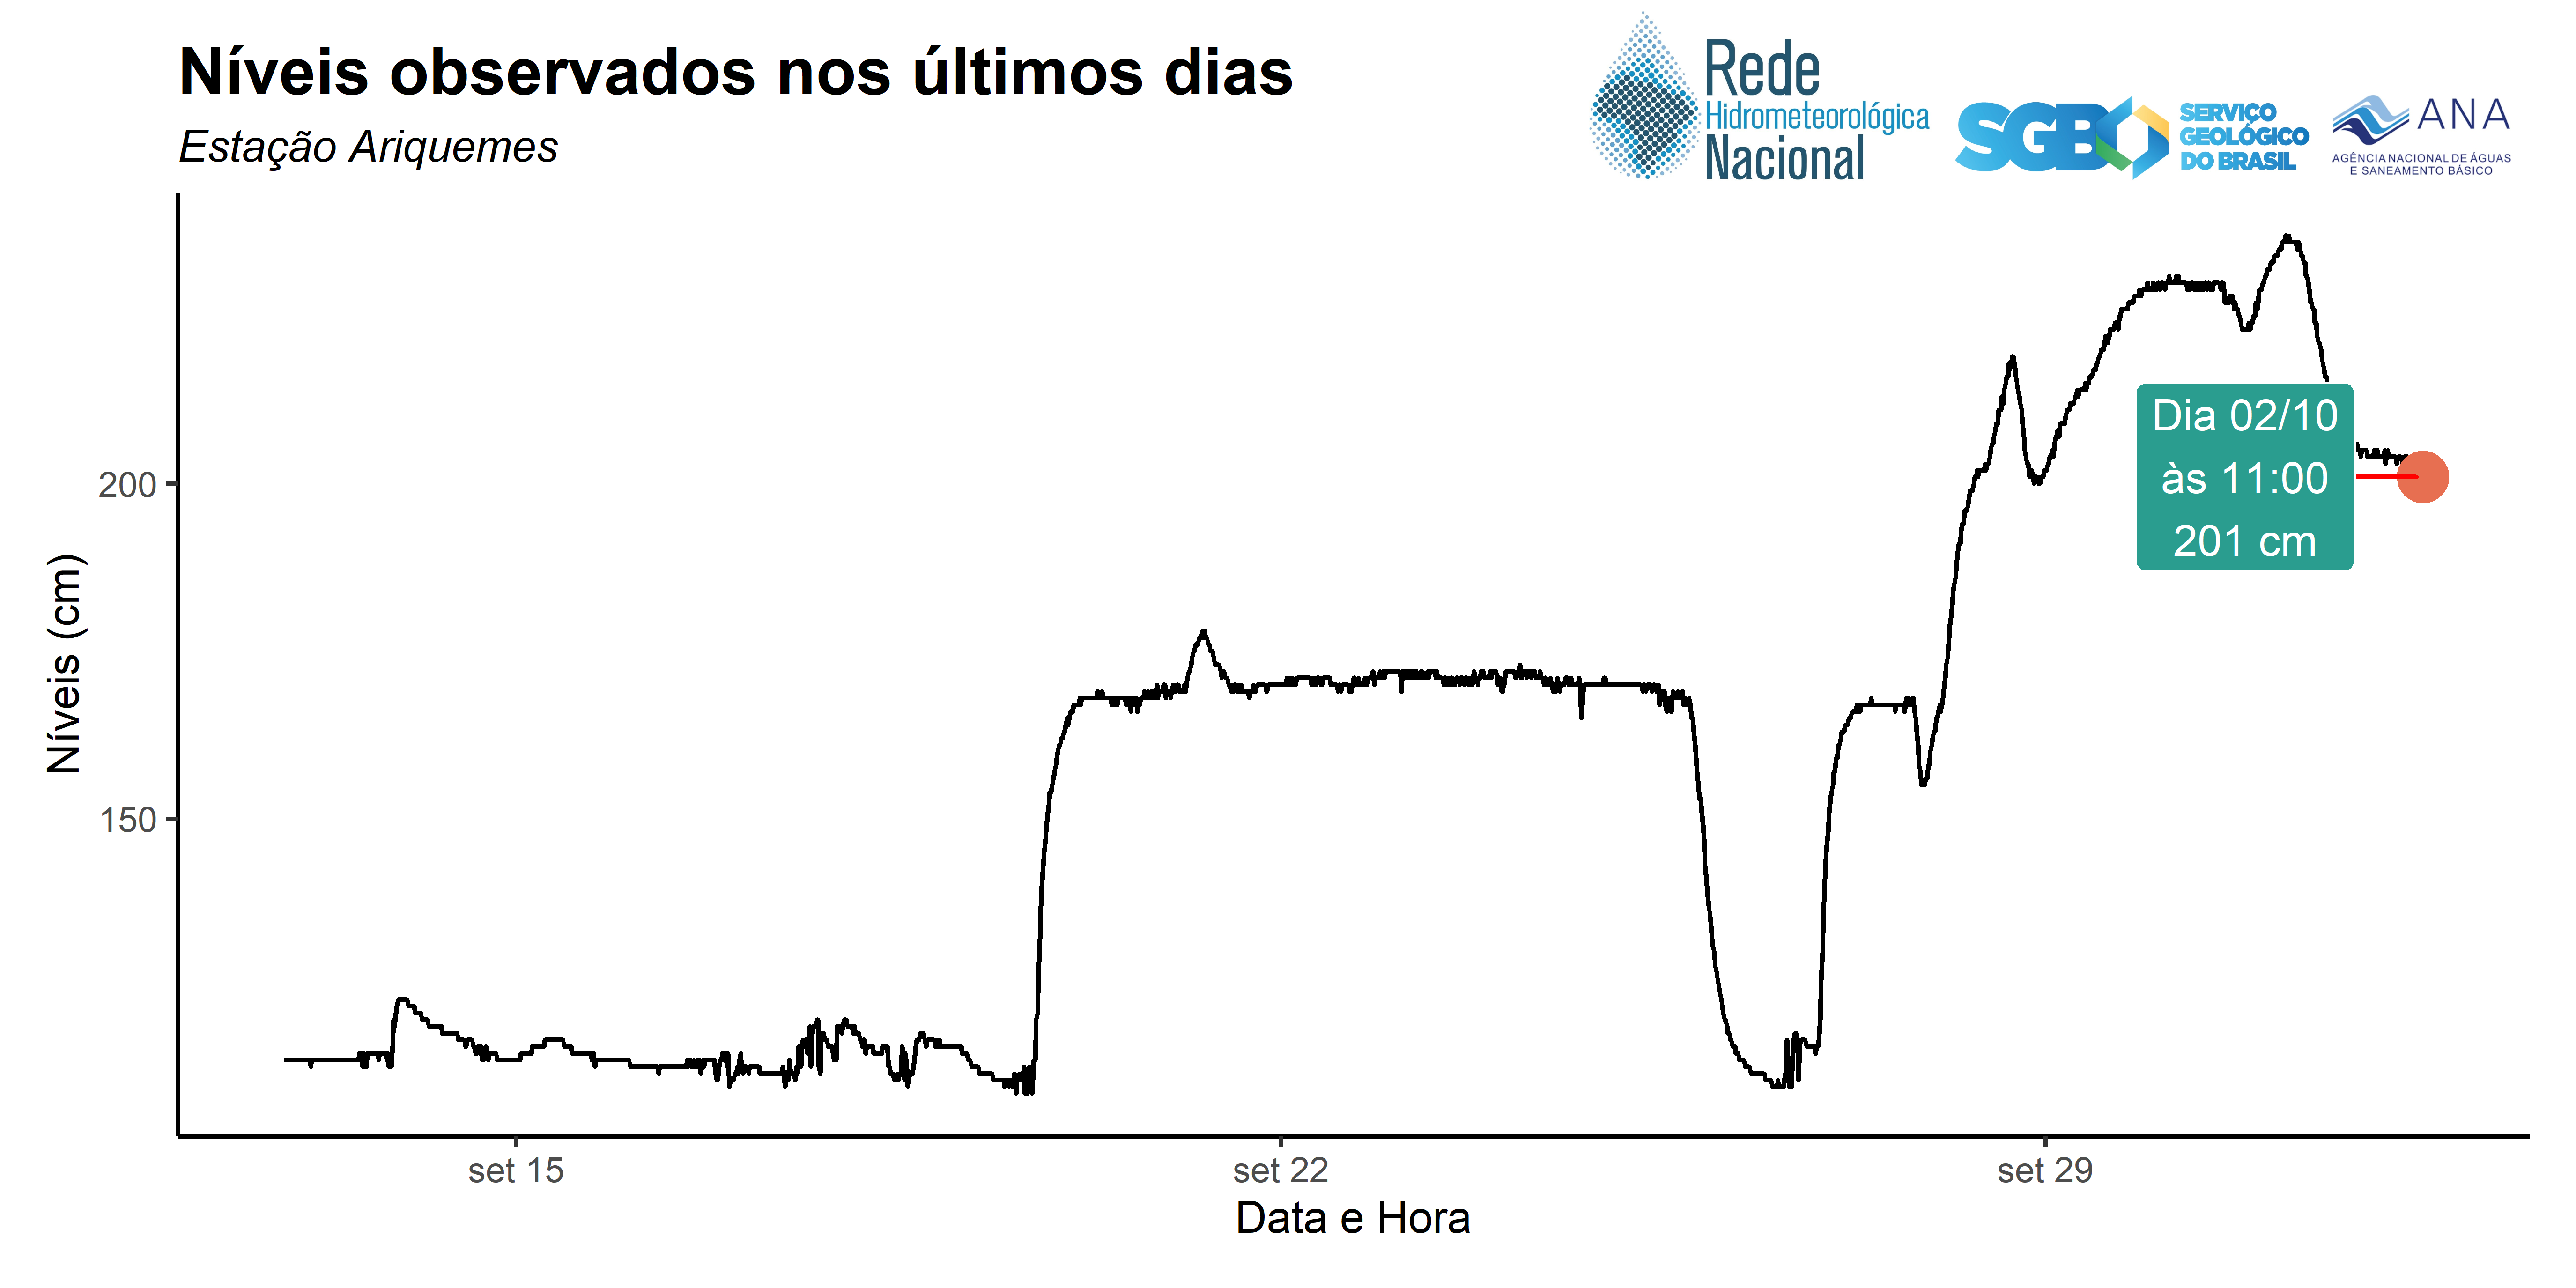 Níveis observados nos últimos dias
Estação Ariquemes
Rede
Hidrometeorológica
Nacional
SGB
SERVIÇO
GEOLÓGICO
DO BRASIL
ANA
AGÊNCIA NACIONAL DE ÁGUAS
E SANEAMENTO BÁSICO
Níveis (cm)
200
150
Dia 02/10
às 11:00
201 cm
set 15
set 22
set 29
Data e Hora